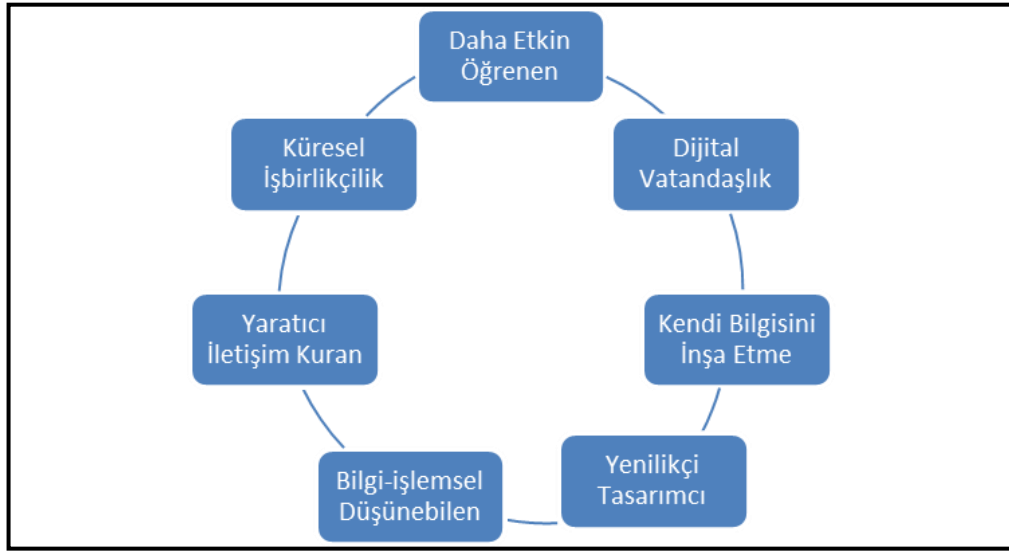 Daha Etkin
Öğrenen
Dijital
Vatandaşlık
Kendi Bilgisini
İnşa Etme
Yenilikçi
Tasarımcı
Bilgi-işlemsel
Düşünebilen
Yaratıcı
İletişim Kuran
Küresel
İşbirlikçilik